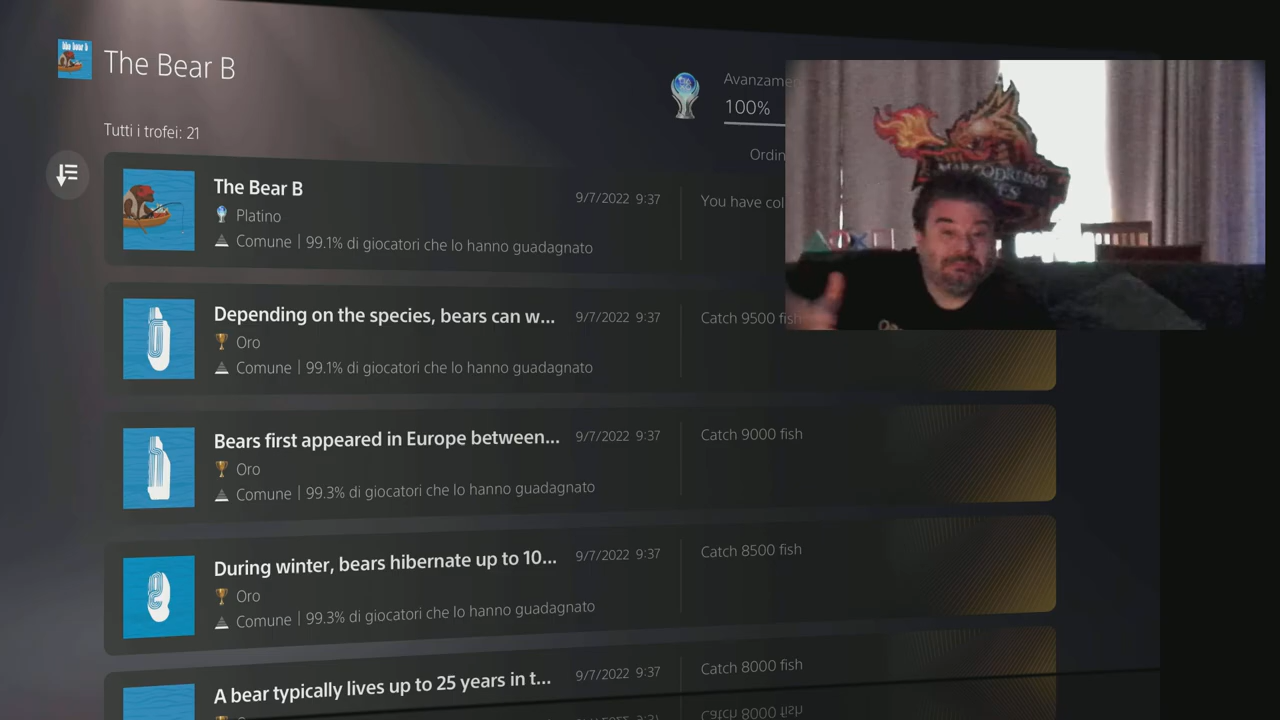 The Bear B
Avanzame
100%
Tutti i trofei: 21
Ordin
The Bear B
9/7/2022 9:37
You have col
Platino
Comune | 99.1% di giocatori che lo hanno guadagnato
Depending on the species, bears can w...
9/7/2022 9:37
Catch 9500 fish
Oro
Comune | 99.1% di giocatori che lo hanno guadagnato
Bears first appeared in Europe between...
9/7/2022 9:37
Catch 9000 fish
Oro
Comune | 99.3% di giocatori che lo hanno guadagnato
During winter, bears hibernate up to 10...
9/7/2022 9:37
Catch 8500 fish
Oro
Comune | 99.3% di giocatori che lo hanno guadagnato
A bear typically lives up to 25 years in t...
9/7/2022 9:37
Catch 8000 fish